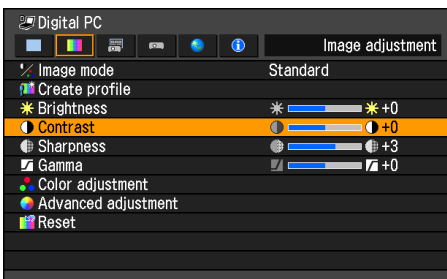 Digital PC
Image adjustment
Image mode Standard
Create profile
Brightness +0
Contrast +0
Sharpness +3
Gamma +0
Color adjustment
Advanced adjustment
Reset